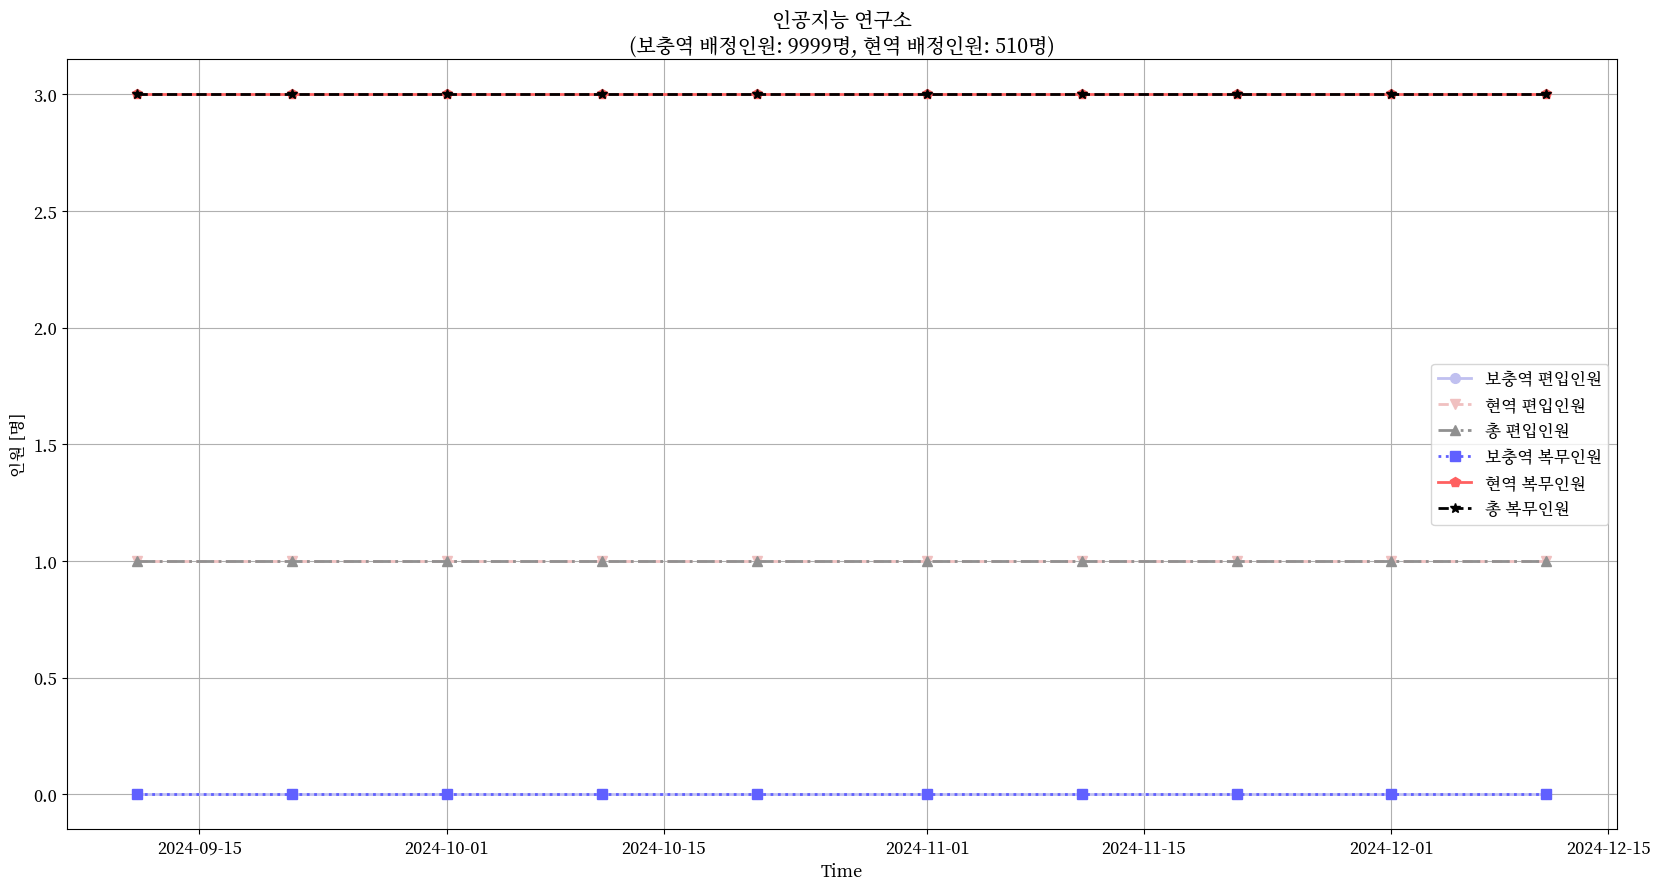 인공지능 연구소
(보충역 배정인원: 9999명, 현역 배정인원: 510명)
인원 [명]
3.0
2.5
2.0
1.5
1.0
0.5
0.0
보충역 편입인원
현역 편입인원
총 편입인원
보충역 복무인원
현역 복무인원
총 복무인원
2024-09-15 2024-10-01 2024-10-15 2024-11-01 2024-11-15 2024-12-01 2024-12-15
Time